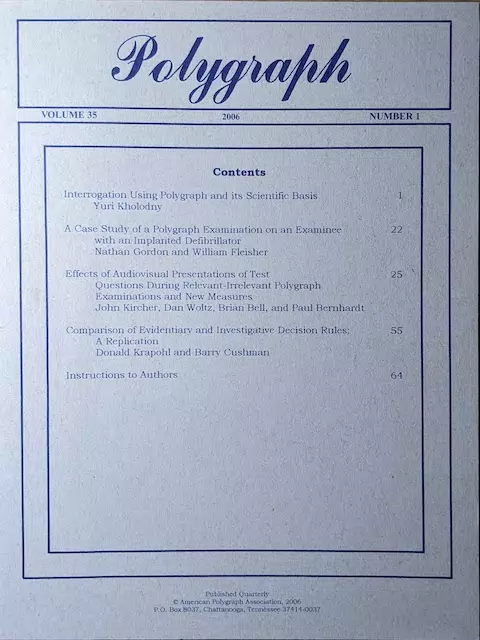 Polygraph
VOLUME 35 2006 NUMBER 1
Contents
Interrogation Using Polygraph and its Scientific Basis 1
Yuri Kholodny
A Case Study of a Polygraph Examination on an Examinee 22
with an Implanted Defibrillator
Nathan Gordon and William Fleisher
Effects of Audiovisual Presentations of Test 25
Questions During Relevant-Irrelevant Polygraph
Examinations and New Measures
John Kircher, Dan Woltz, Brian Bell, and Paul Bernhardt
Comparison of Evidentiary and Investigative Decision Rules: 55
A Replication
Donald Krapohl and Barry Cushman
Instructions to Authors 64
Published Quarterly
© American Polygraph Association, 2006
P.O. Box 8037, Chattanooga, Tennessee 37414-0037